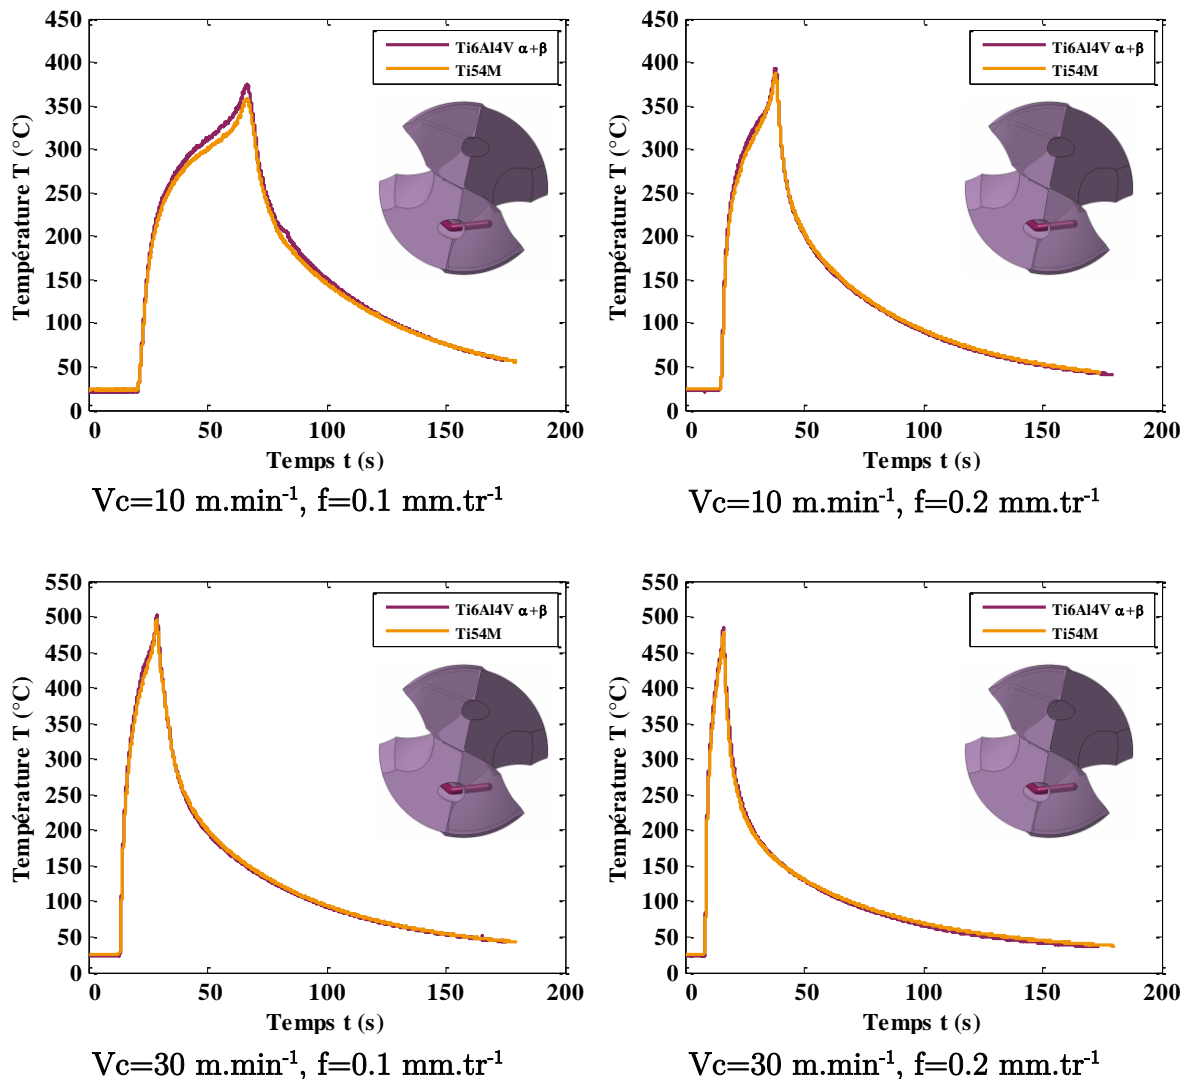 450
400
350
300
250
200
150
100
50
0
Température T (°C)
Ti6Al4V α+β
Ti54M
0 50 100 150 200
Temps t (s)
Vc=10 m.min-1, f=0.1 mm.tr-1
450
400
350
300
250
200
150
100
50
0
Température T (°C)
Ti6Al4V α+β
Ti54M
0 50 100 150 200
Temps t (s)
Vc=10 m.min-1, f=0.2 mm.tr-1
550
500
450
400
350
300
250
200
150
100
50
0
Température T (°C)
Ti6Al4V α+β
Ti54M
0 50 100 150 200
Temps t (s)
Vc=30 m.min-1, f=0.1 mm.tr-1
550
500
450
400
350
300
250
200
150
100
50
0
Température T (°C)
Ti6Al4V α+β
Ti54M
0 50 100 150 200
Temps t (s)
Vc=30 m.min-1, f=0.2 mm.tr-1